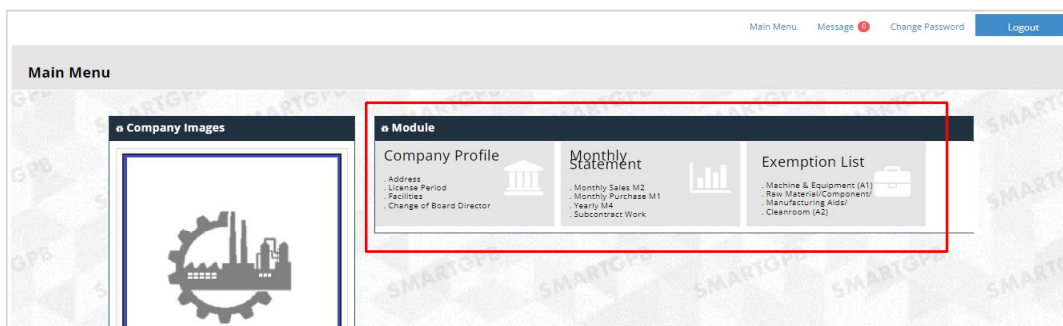 Main Menu Message 0 Change Password Logout
Main Menu
Company Images
Module
Company Profile
. Address
. License Period
. Facilities
. Change of Board Director
Monthly
Statement
. Monthly Sales M2
. Monthly Purchase M1
. Yearly M4
. Subcontract Work
Exemption List
. Machine & Equipment (A1)
. Raw Material/Component/
. Manufacturing Aids/
. Cleanroom (A2)
SMARTGPB